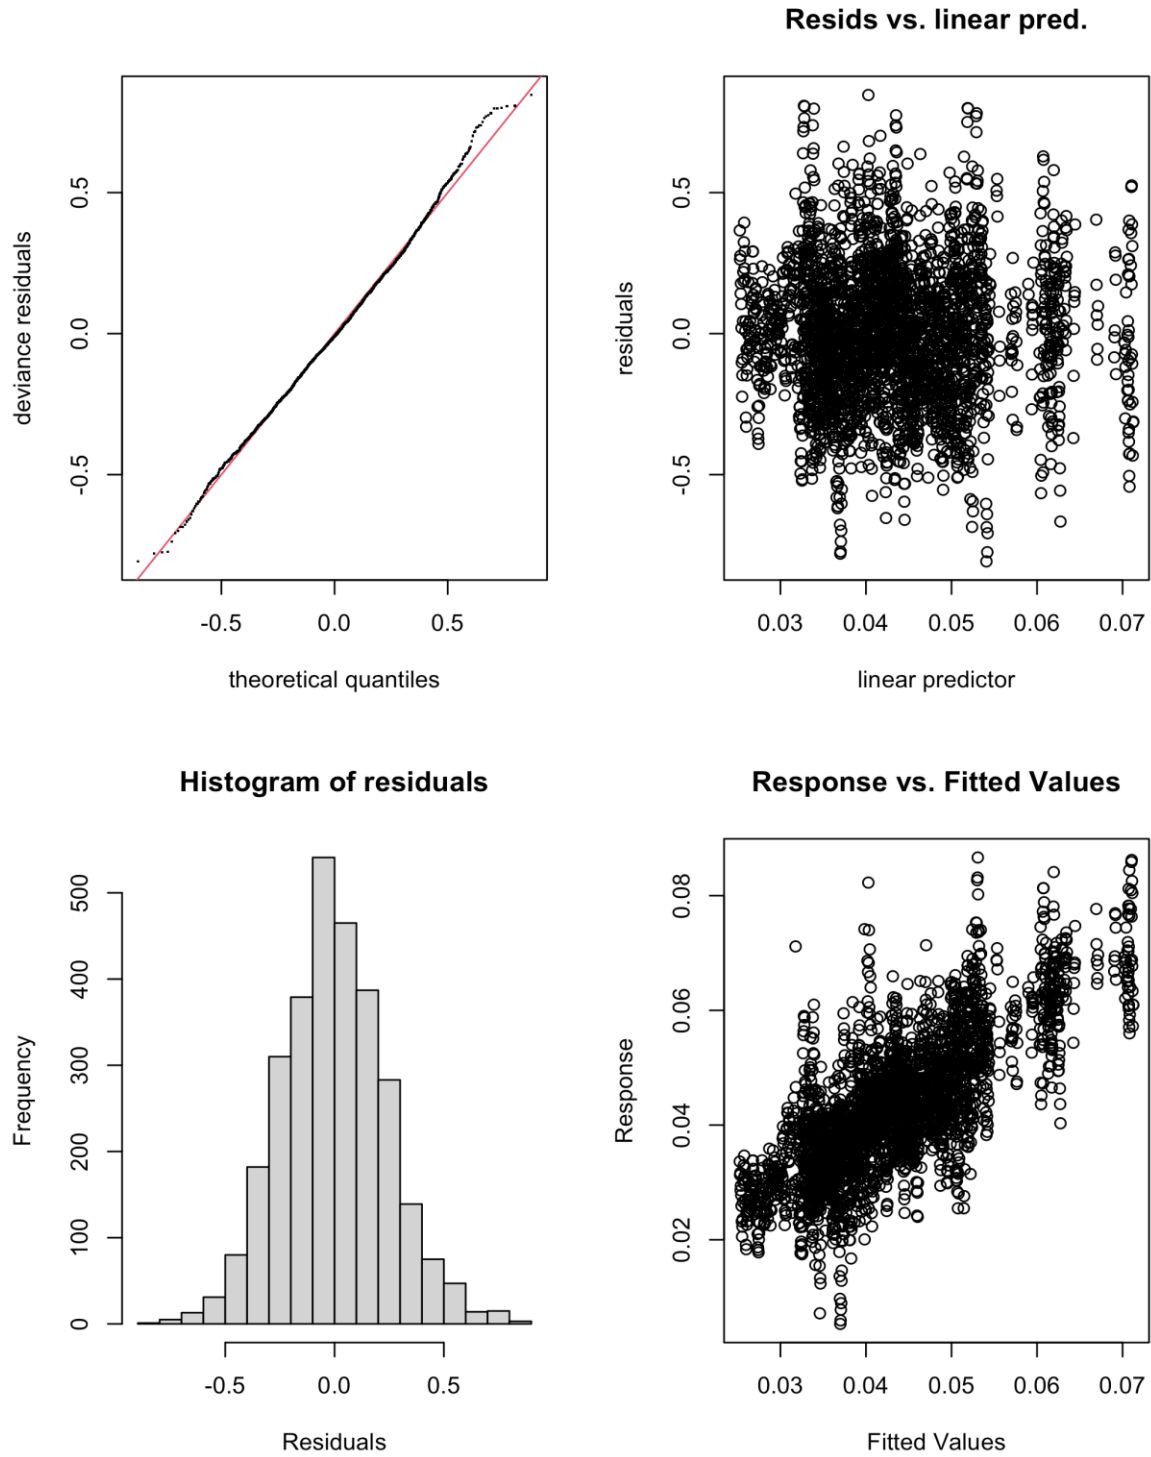 deviance residuals
0.5
0.0
-0.5
-0.5 0.0 0.5
theoretical quantiles
Resids vs. linear pred.
residuals
0.5
0.0
-0.5
0.03 0.04 0.05 0.06 0.07
linear predictor
Histogram of residuals
Frequency
500
400
300
200
100
0
-0.5 0.0 0.5
Residuals
Response vs. Fitted Values
Response
0.08
0.06
0.04
0.02
0.03 0.04 0.05 0.06 0.07
Fitted Values